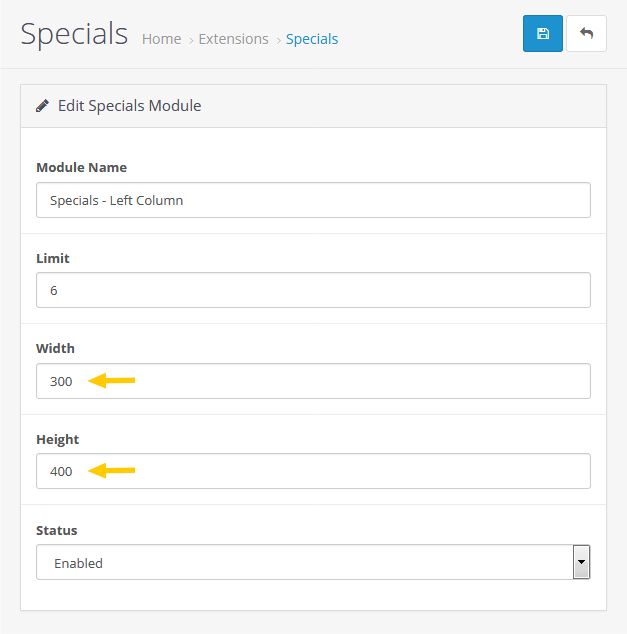 Specials Home › Extensions › Specials
Edit Specials Module
Module Name
Specials - Left Column
Limit
6
Width
300
Height
400
Status
Enabled